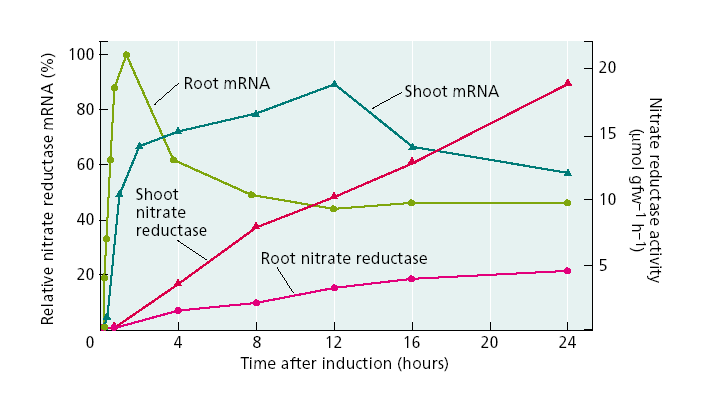 Relative nitrate reductase mRNA (%)
100
80
60
40
20
0
Root mRNA
Shoot mRNA
Shoot
nitrate
reductase
Root nitrate reductase
20
15
10
5
Nitrate reductase activity
(μmol gfw–1 h–1)
4
8
12
16
20
24
Time after induction (hours)